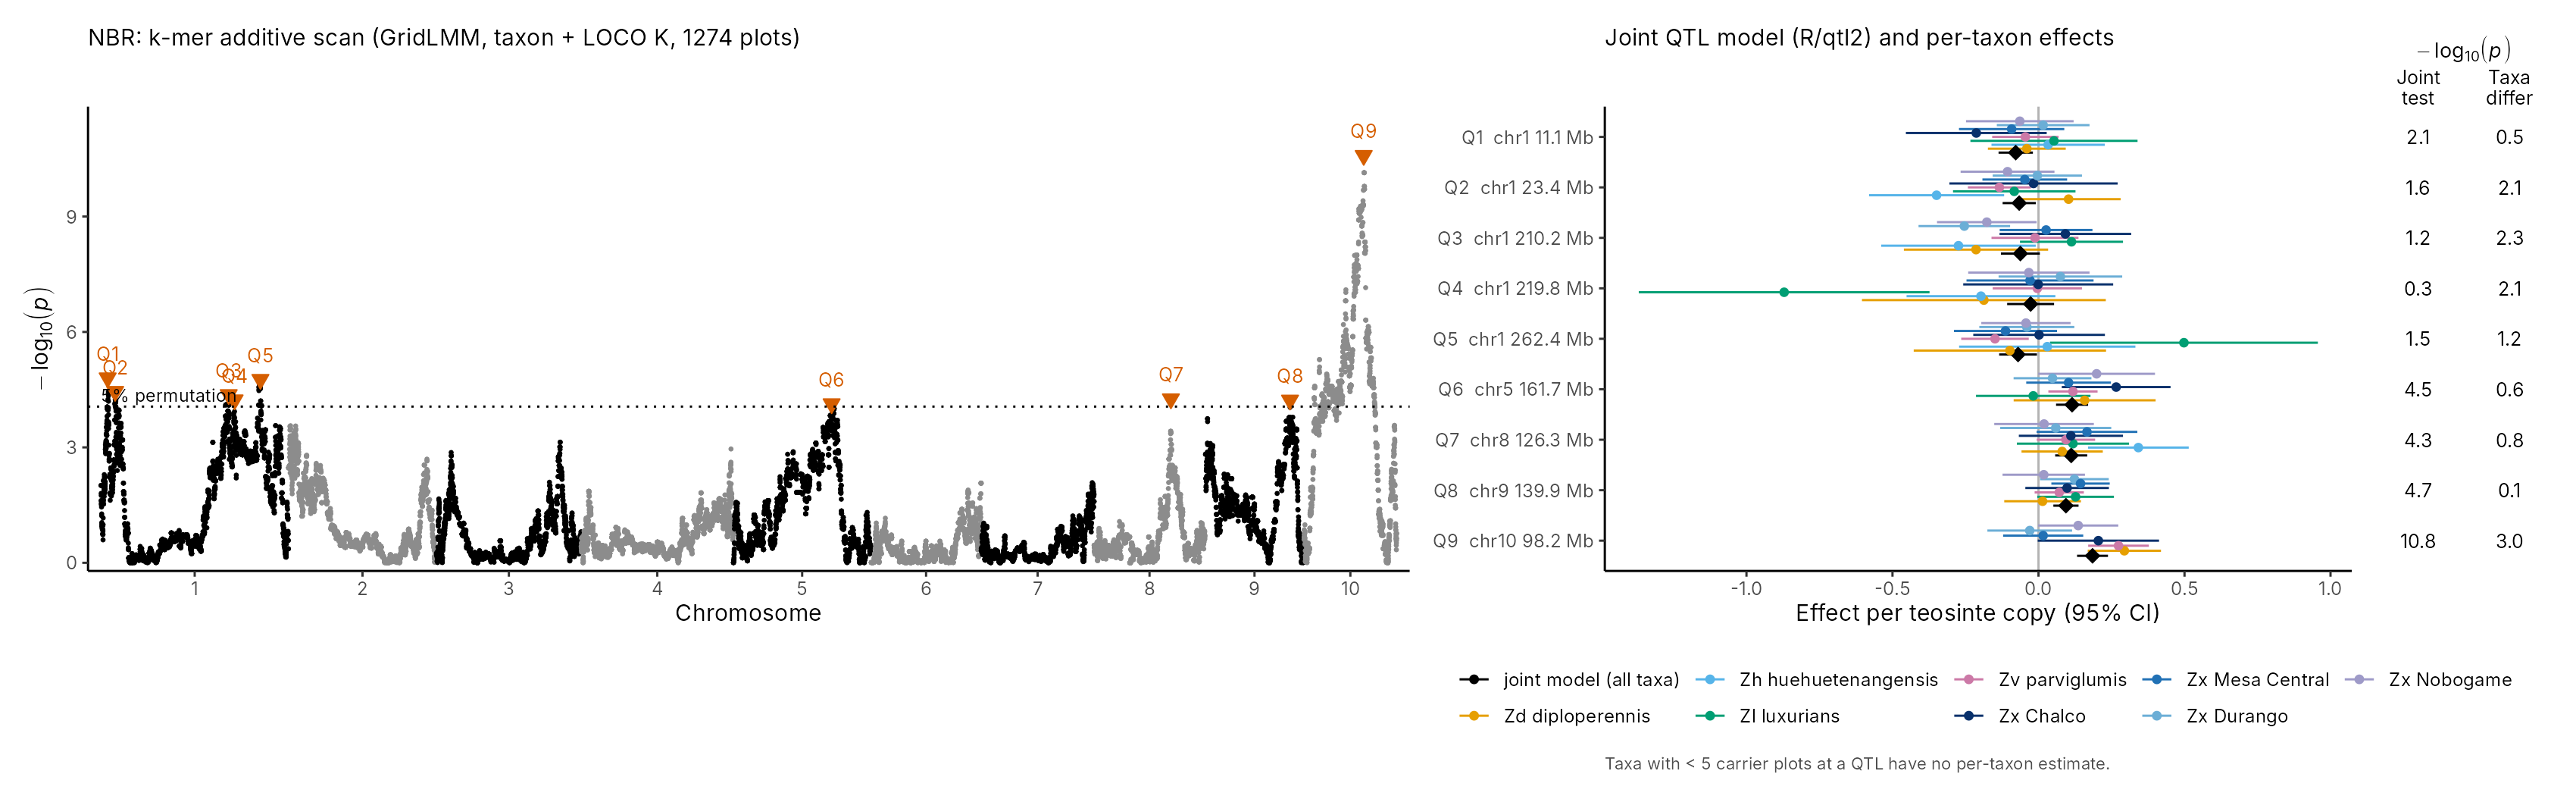 NBR: k-mer additive scan (GridLMM, taxon + LOCO K, 1274 plots)
−log10(p)
9
6
3
0
5% permutation
Q1
Q2
Q3
Q4
Q5
Q6
Q7
Q8
Q9
1 2 3 4 5 6 7 8 9 10
Chromosome
Joint QTL model (R/qtl2) and per-taxon effects
−log10(p)
Joint test
Taxa differ
Q1 chr1 11.1 Mb 2.1 0.5
Q2 chr1 23.4 Mb 1.6 2.1
Q3 chr1 210.2 Mb 1.2 2.3
Q4 chr1 219.8 Mb 0.3 2.1
Q5 chr1 262.4 Mb 1.5 1.2
Q6 chr5 161.7 Mb 4.5 0.6
Q7 chr8 126.3 Mb 4.3 0.8
Q8 chr9 139.9 Mb 4.7 0.1
Q9 chr10 98.2 Mb 10.8 3.0
-1.0 -0.5 0.0 0.5 1.0
Effect per teosinte copy (95% CI)
joint model (all taxa) Zh huehuetenangensis Zv parviglumis Zx Mesa Central Zx Nobogame
Zd diploperennis Zl luxurians Zx Chalco Zx Durango
Taxa with < 5 carrier plots at a QTL have no per-taxon estimate.